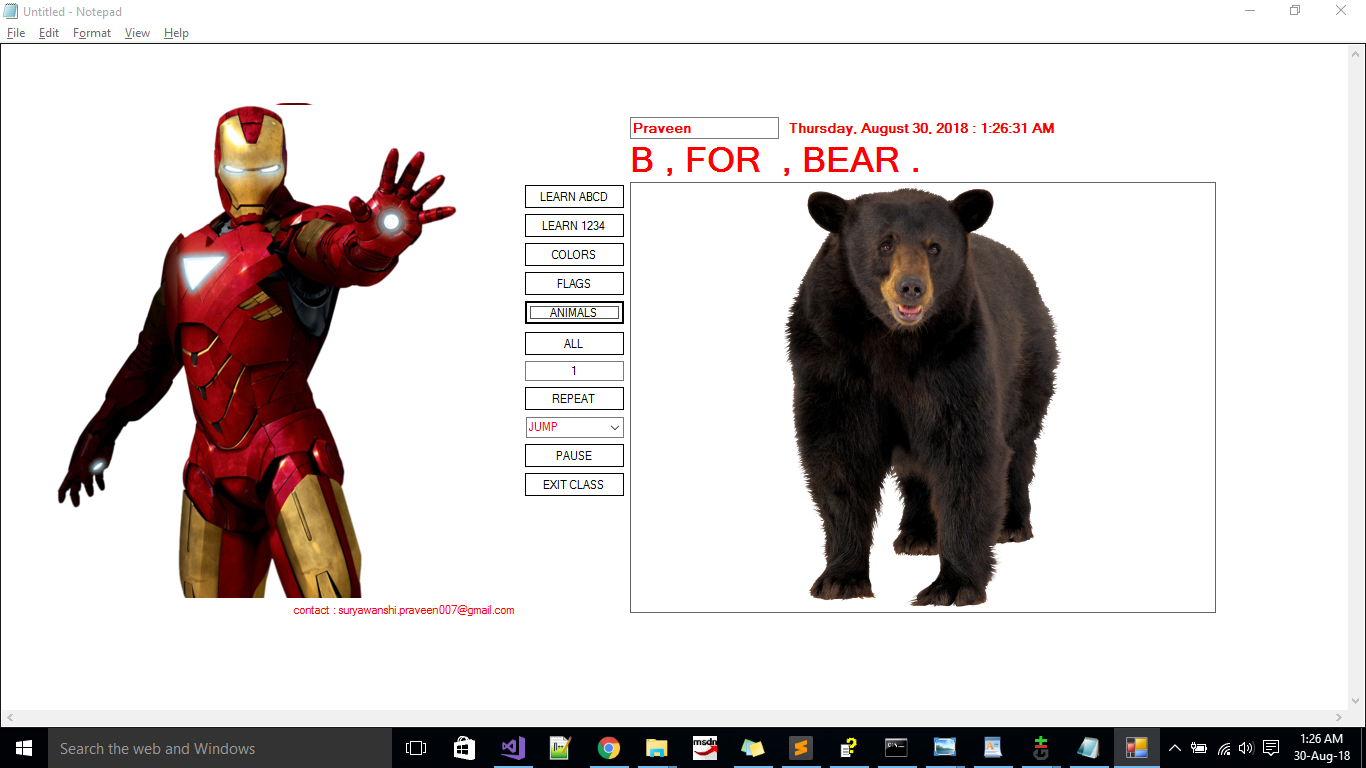 Untitled - Notepad
File Edit Format View Help
Praveen
Thursday, August 30, 2018 : 1:26:31 AM
B , FOR  , BEAR .
LEARN ABCD
LEARN 1234
COLORS
FLAGS
ANIMALS
ALL
1
REPEAT
JUMP
PAUSE
EXIT CLASS
contact : suryawanshi.praveen007@gmail.com
Search the web and Windows
msdn
1:26 AM
30-Aug-18